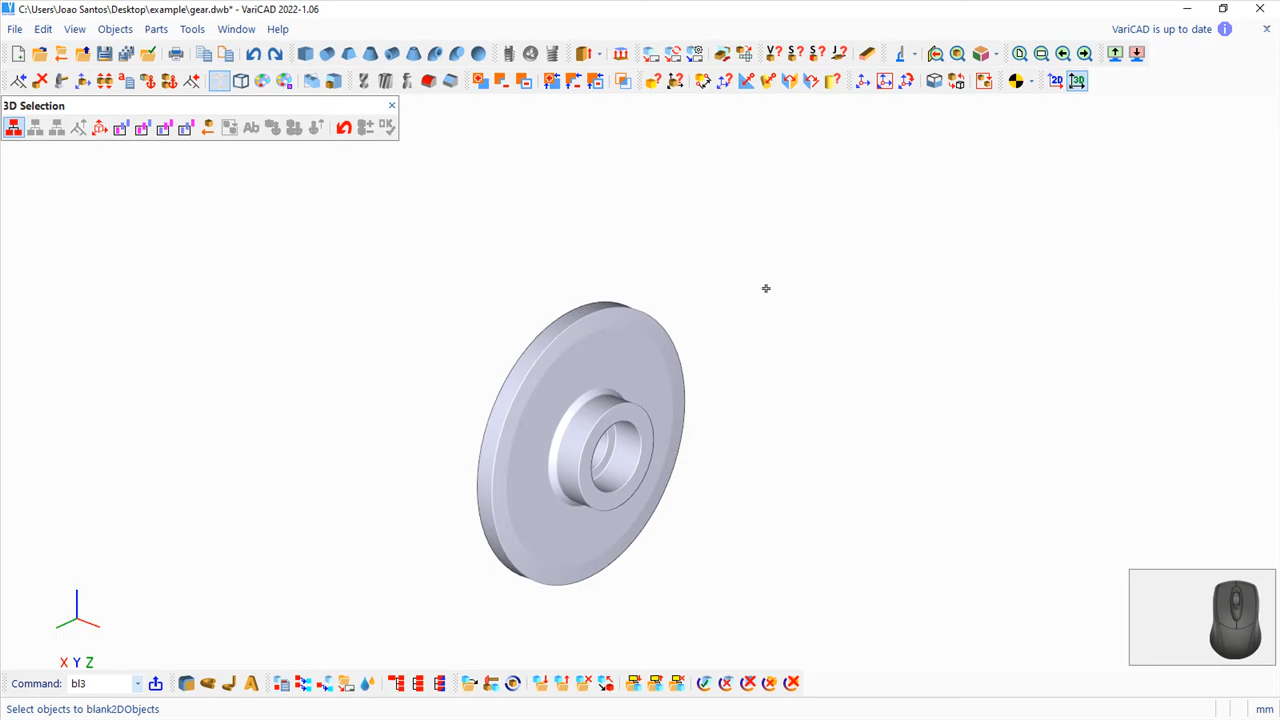 C:\Users\Joao Santos\Desktop\example\gear.dwb* - VariCAD 2022-1.06
File Edit View Objects Parts Tools Window Help
VariCAD is up to date
3D Selection
X Y Z
Command: bl3
Select objects to blank2DObjects
mm